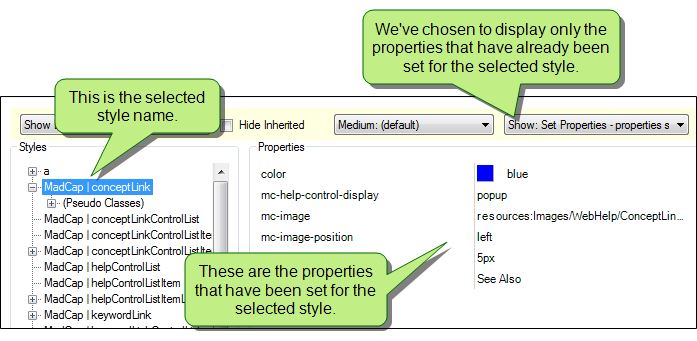 We've chosen to display only the
properties that have already been
set for the selected style.
This is the selected
style name.
Show
Hide Inherited
Medium: (default)
Show: Set Properties - properties s
Styles
a
MadCap | conceptLink
(Pseudo Classes)
MadCap | conceptLinkControlList
MadCap | conceptLinkControlListIte
MadCap | conceptLinkControlListIte
MadCap | helpControlList
MadCap | helpControlListItem
MadCap | helpControlListItemL
MadCap | keywordLink
Properties
color
blue
mc-help-control-display
popup
mc-image
resources:Images/WebHelp/ConceptLin...
mc-image-position
left
5px
See Also
These are the properties
that have been set for the
selected style.